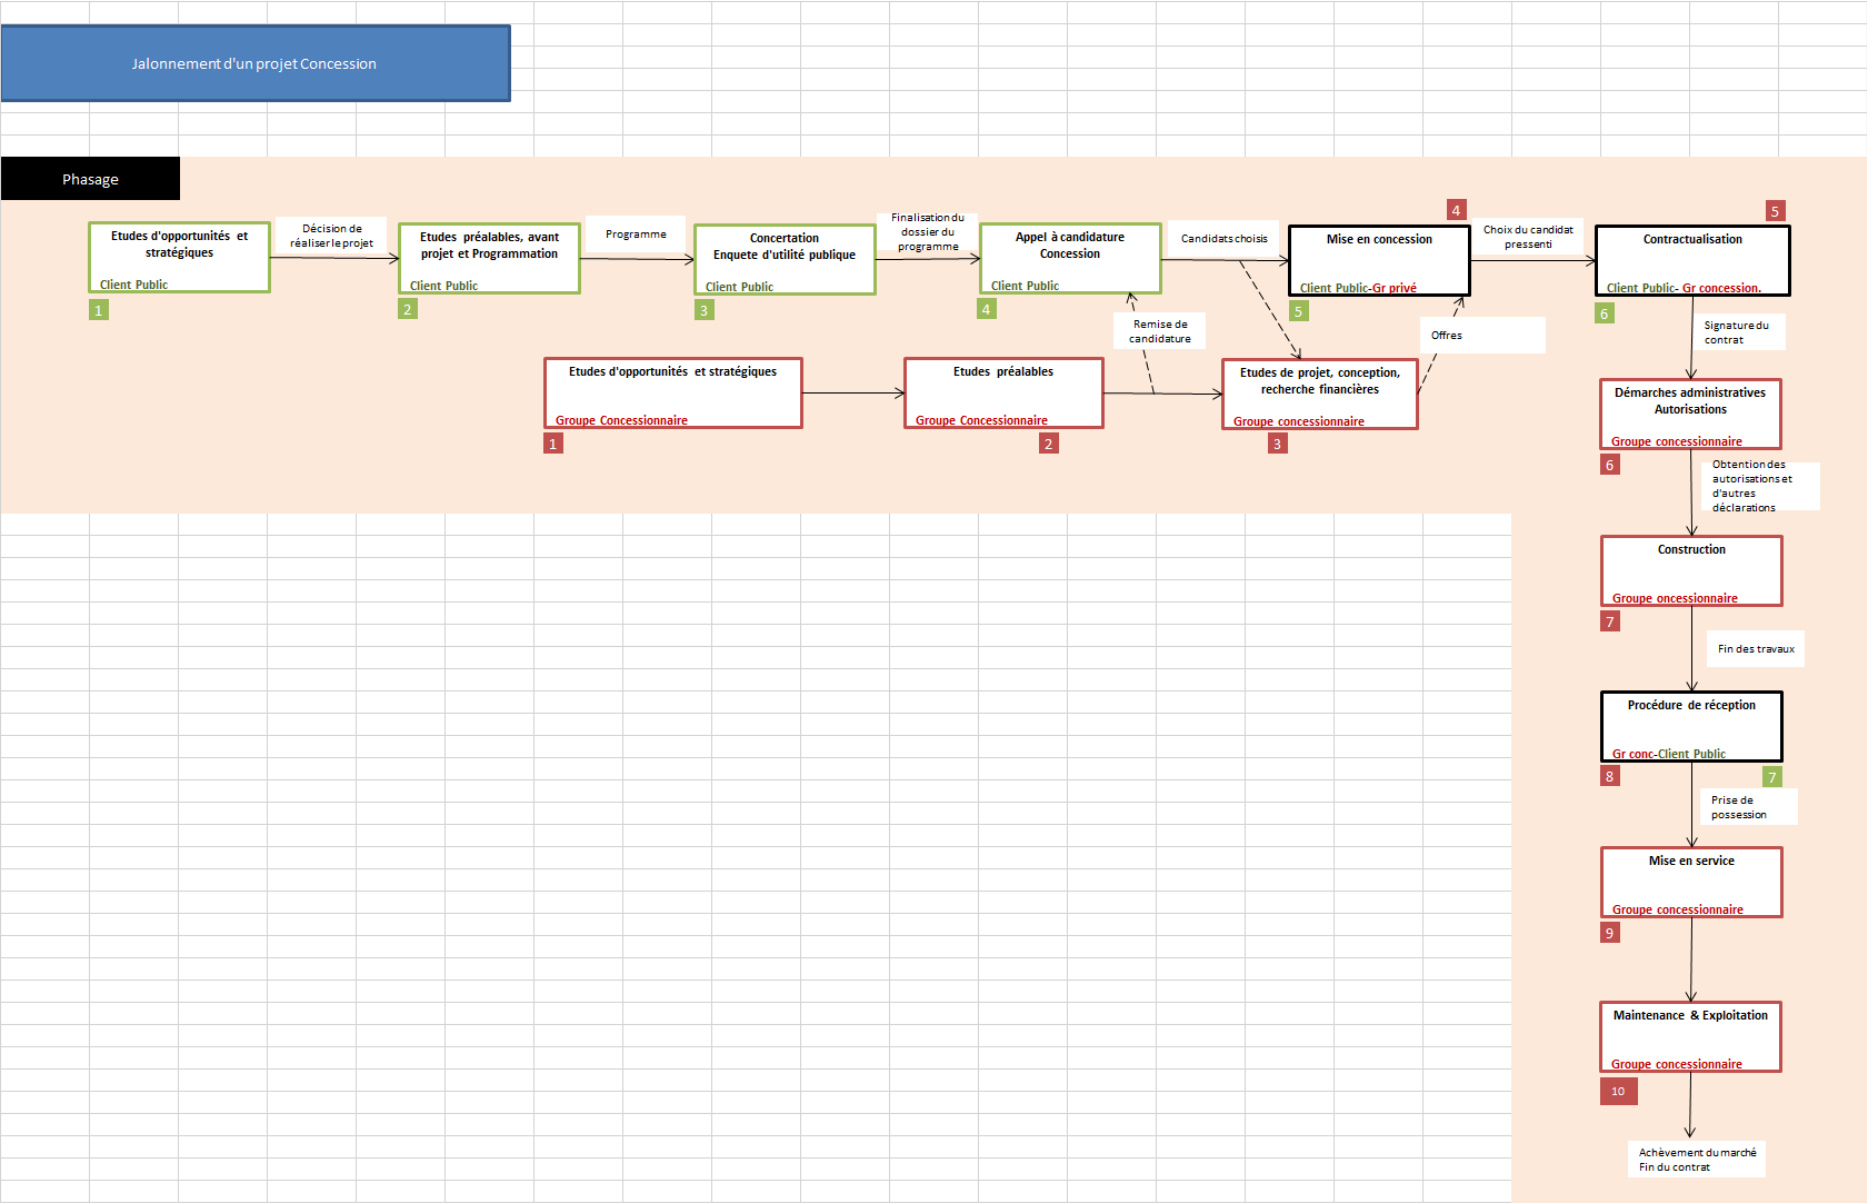 Jalonnement d'un projet Concession
Phasage
Etudes d'opportunités et
stratégiques
Client Public
1
Décision de
réaliser le projet
Etudes préalables, avant
projet et Programmation
Client Public
2
Programme
Concertation
Enquete d'utilité publique
Client Public
3
Finalisation du
dossier du
programme
Appel à candidature
Concession
Client Public
4
Candidats choisis
4
Mise en concession
Client Public-Gr privé
5
Choix du candidat
pressenti
5
Contractualisation
Client Public- Gr concession.
6
Remise de
candidature
Offres
Signature du
contrat
Etudes d'opportunités et stratégiques
Groupe Concessionnaire
1
Etudes préalables
Groupe Concessionnaire
2
Etudes de projet, conception,
recherche financières
Groupe concessionnaire
3
Démarches administratives
Autorisations
Groupe concessionnaire
6
Obtention des
autorisations et
d'autres
déclarations
Construction
Groupe oncessionnaire
7
Fin des travaux
Procédure de réception
Gr conc-Client Public
8
7
Prise de
possession
Mise en service
Groupe concessionnaire
9
Maintenance & Exploitation
Groupe concessionnaire
10
Achèvement du marché
Fin du contrat